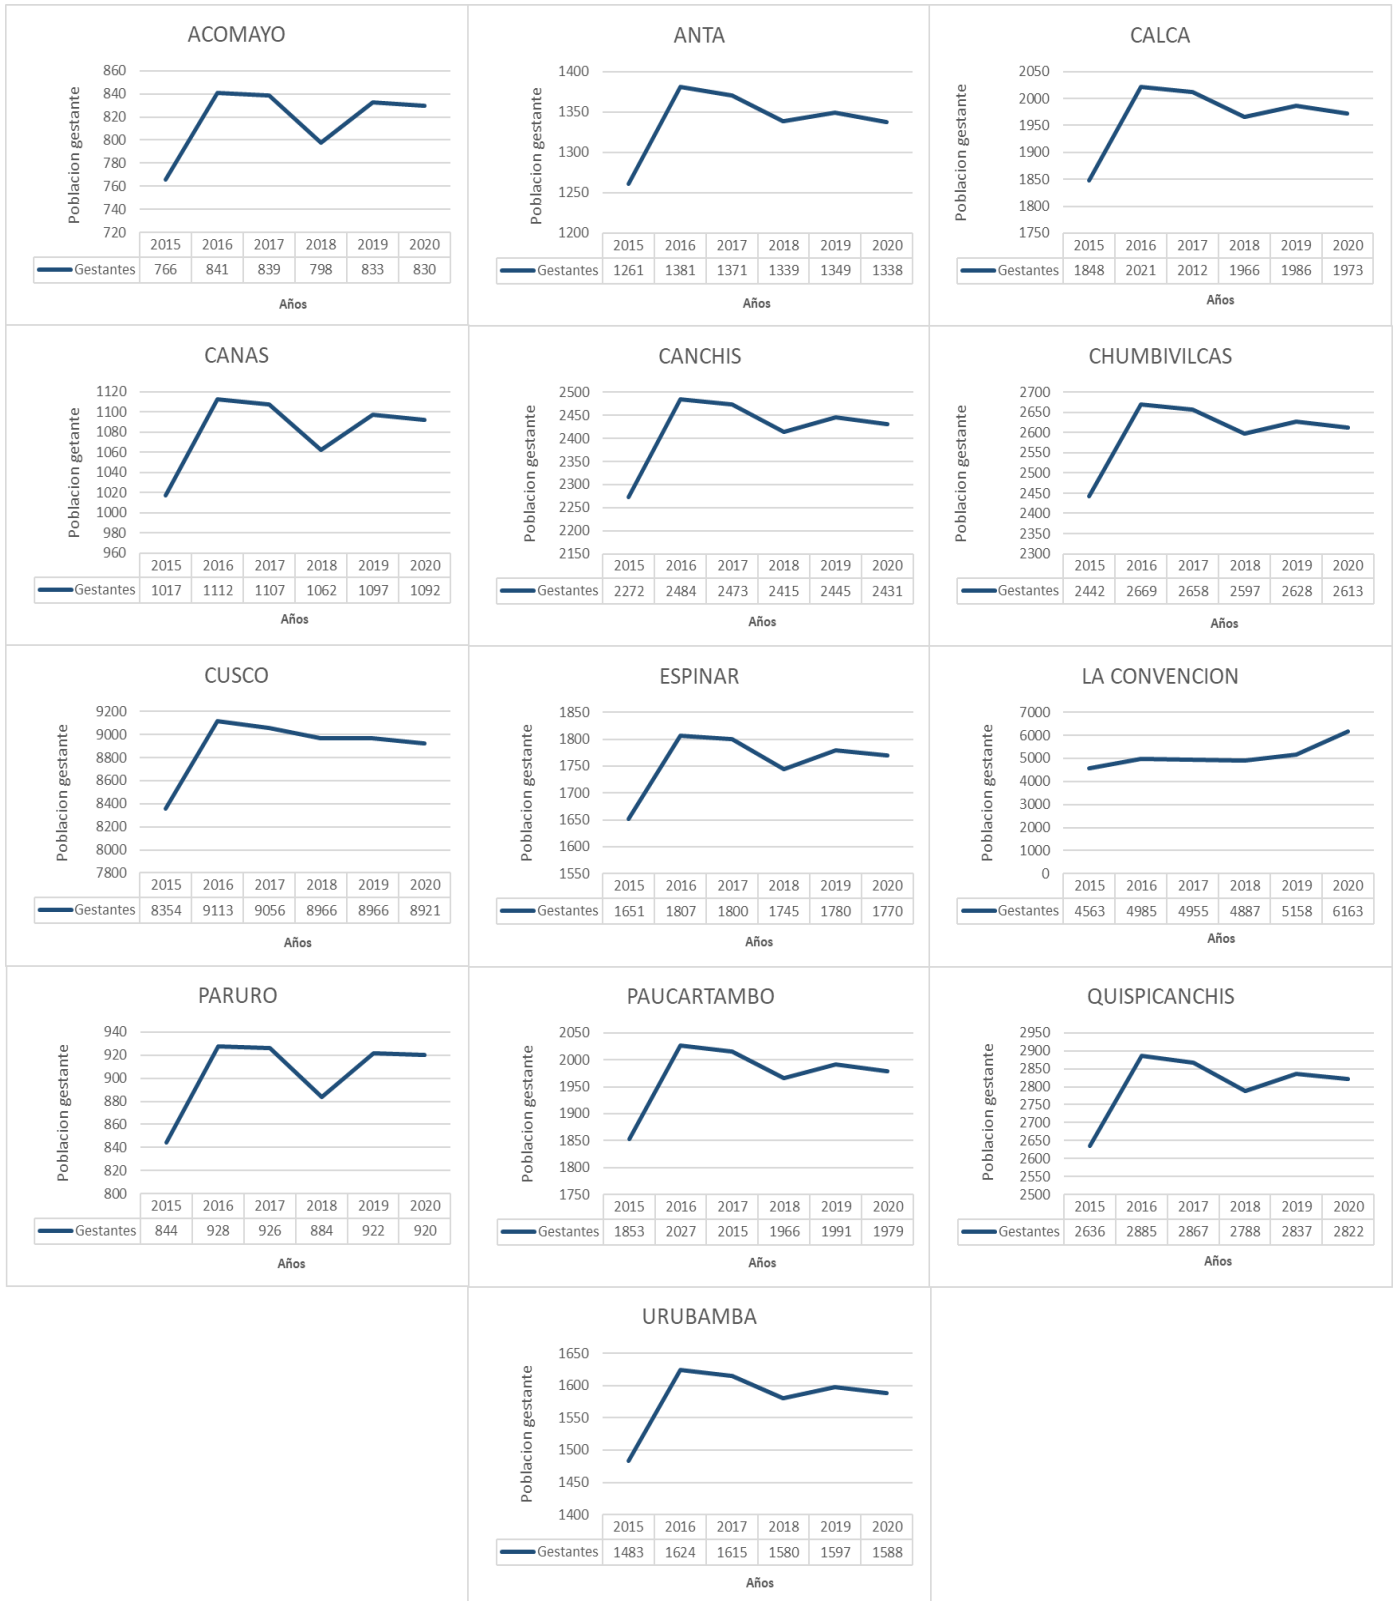 ACOMAYO
Poblacion gestante
860
840
820
800
780
760
740
720
2015 2016 2017 2018 2019 2020
Gestantes 766 841 839 798 833 830
Años
ANTA
Poblacion gestante
1400
1350
1300
1250
1200
2015 2016 2017 2018 2019 2020
Gestantes 1261 1381 1371 1339 1349 1338
Años
CALCA
Poblacion gestante
2050
2000
1950
1900
1850
1800
1750
2015 2016 2017 2018 2019 2020
Gestantes 1848 2021 2012 1966 1986 1973
Años
CANAS
Poblacion getante
1120
1100
1080
1060
1040
1020
1000
980
960
2015 2016 2017 2018 2019 2020
Gestantes 1017 1112 1107 1062 1097 1092
Años
CANCHIS
Poblacion gestante
2500
2450
2400
2350
2300
2250
2200
2150
2015 2016 2017 2018 2019 2020
Gestantes 2272 2484 2473 2415 2445 2431
Años
CHUMBIVILCAS
Poblacion gestante
2700
2650
2600
2550
2500
2450
2400
2350
2300
2015 2016 2017 2018 2019 2020
Gestantes 2442 2669 2658 2597 2628 2613
Años
CUSCO
Poblacion gestante
9200
9000
8800
8600
8400
8200
8000
7800
2015 2016 2017 2018 2019 2020
Gestantes 8354 9113 9056 8966 8966 8921
Años
ESPINAR
Poblacion gestante
1850
1800
1750
1700
1650
1600
1550
2015 2016 2017 2018 2019 2020
Gestantes 1651 1807 1800 1745 1780 1770
Años
LA CONVENCION
Poblacion gestante
7000
6000
5000
4000
3000
2000
1000
0
2015 2016 2017 2018 2019 2020
Gestantes 4563 4985 4955 4887 5158 6163
Años
PARURO
Poblacion gestante
940
920
900
880
860
840
820
800
2015 2016 2017 2018 2019 2020
Gestantes 844 928 926 884 922 920
Años
PAUCARTAMBO
Poblacion gestante
2050
2000
1950
1900
1850
1800
1750
2015 2016 2017 2018 2019 2020
Gestantes 1853 2027 2015 1966 1991 1979
Años
QUISPICANCHIS
Poblacion gestante
2950
2900
2850
2800
2750
2700
2650
2600
2550
2500
2015 2016 2017 2018 2019 2020
Gestantes 2636 2885 2867 2788 2837 2822
Años
URUBAMBA
Poblacion gestante
1650
1600
1550
1500
1450
1400
2015 2016 2017 2018 2019 2020
Gestantes 1483 1624 1615 1580 1597 1588
Años